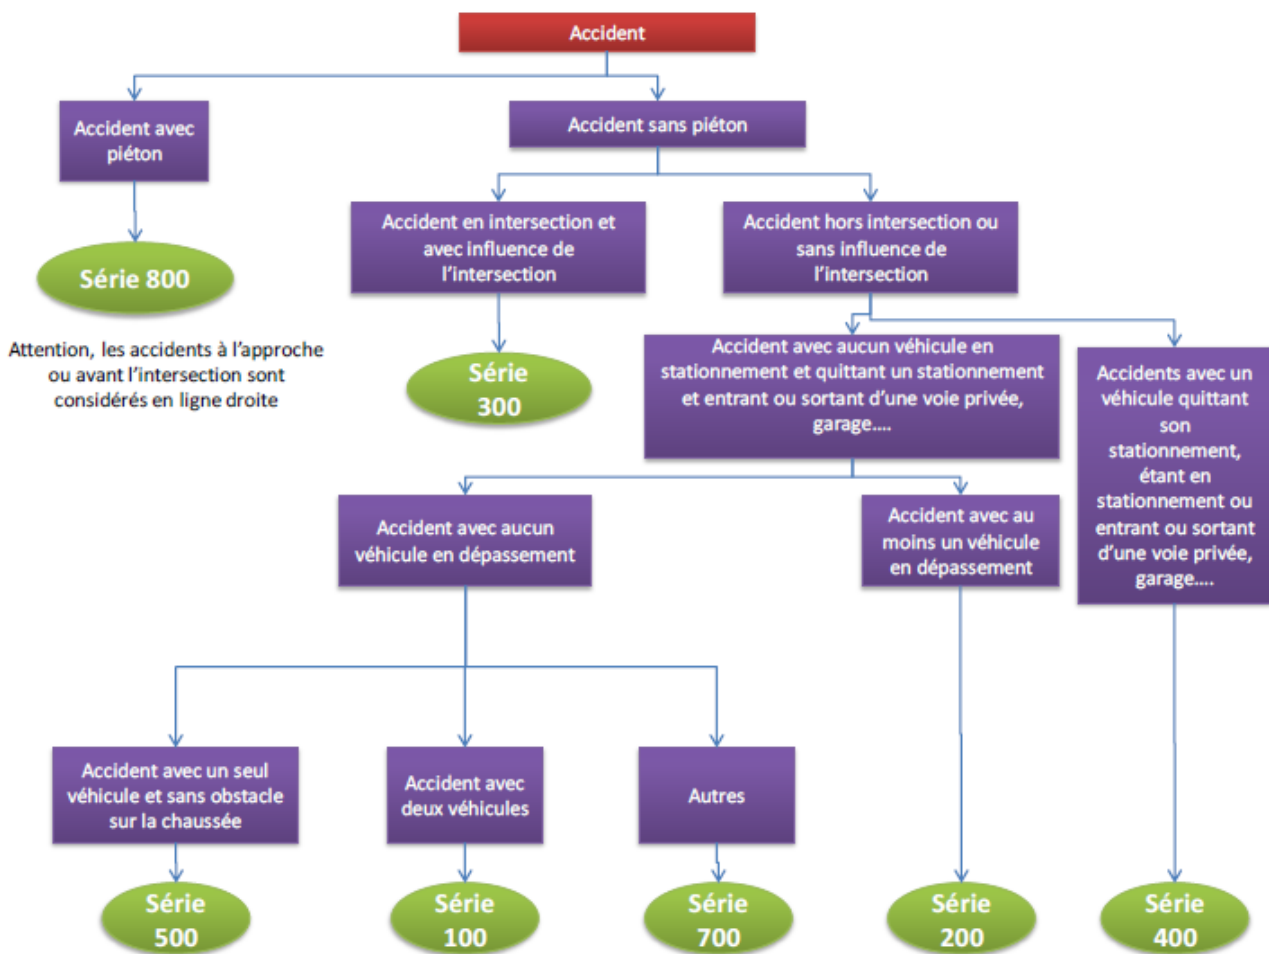 Accident
Accident avec
piéton
Accident sans piéton
Accident en intersection et
avec influence de
l'intersection
Accident hors intersection ou
sans influence de
l'intersection
Série 800
Attention, les accidents à l'approche
ou avant l'intersection sont
considérés en ligne droite
Série
300
Accident avec aucun véhicule en
stationnement et quittant un stationnement
et entrant ou sortant d'une voie privée,
garage....
Accidents avec un
véhicule quittant
son
stationnement,
étant en
stationnement ou
entrant ou sortant
d'une voie privée,
garage....
Accident avec aucun
véhicule en dépassement
Accident avec au
moins un véhicule
en dépassement
Accident avec un seul
véhicule et sans obstacle
sur la chaussée
Accident avec
deux véhicules
Autres
Série
500
Série
100
Série
700
Série
200
Série
400